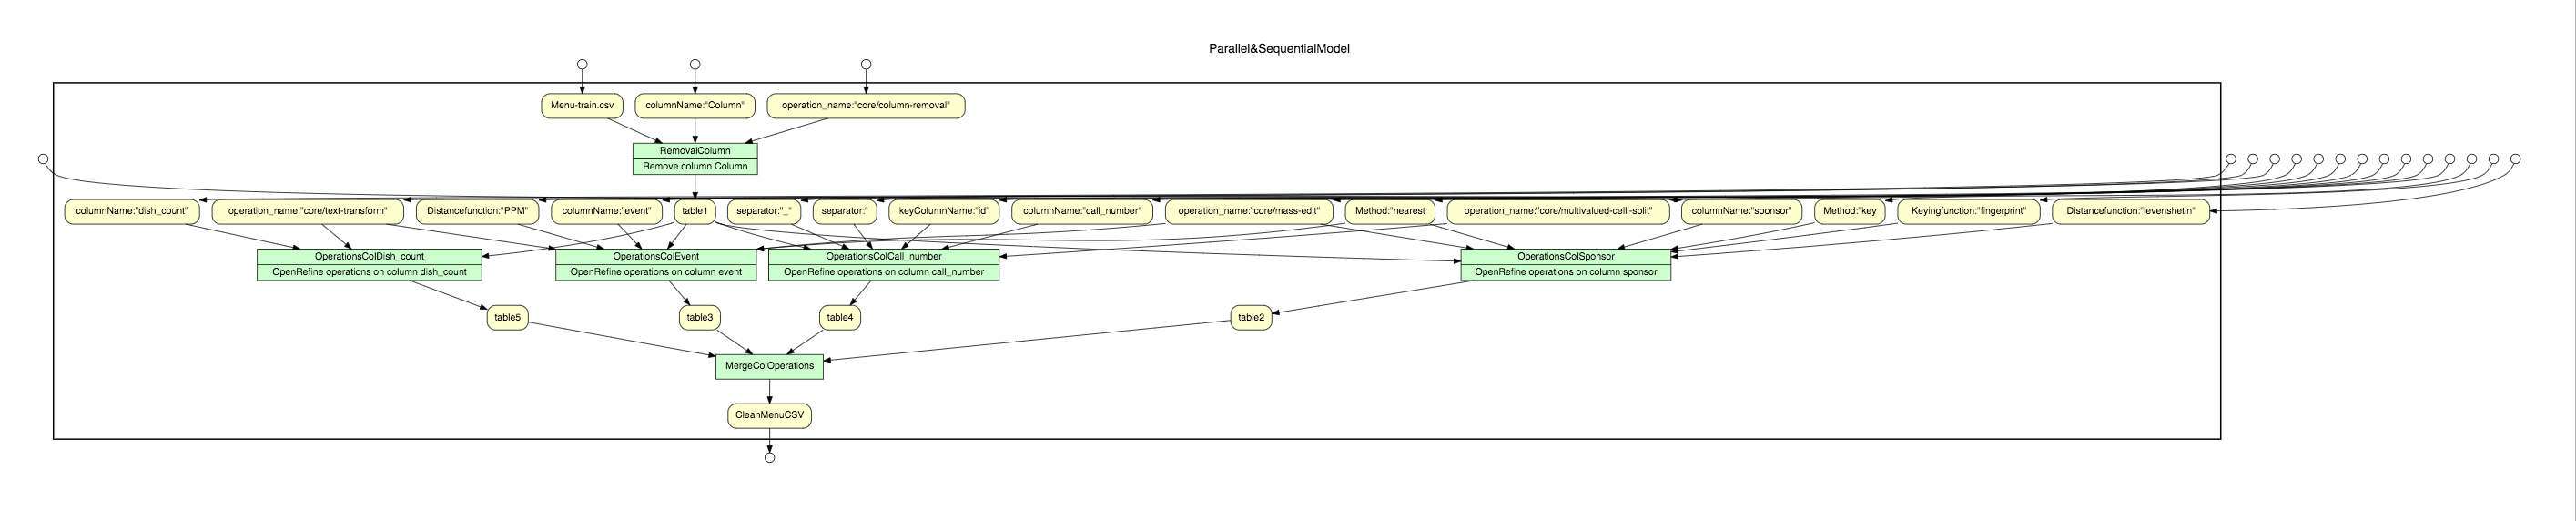 Parallel&SequentialModel
Menu-train.csv
columnName:"Column"
operation_name:"core/column-removal"
RemovalColumn
Remove column Column
columnName:"dish_count"
operation_name:"core/text-transform"
Distancefunction:"PPM"
columnName:"event"
table1
separator:"_"
separator:"
keyColumnName:"id"
columnName:"call_number"
operation_name:"core/mass-edit"
Method:"nearest
operation_name:"core/multivalued-celll-split"
columnName:"sponsor"
Method:"key
Keyingfunction:"fingerprint"
Distancefunction:"levenshetin"
OperationsColDish_count
OpenRefine operations on column dish_count
OperationsColEvent
OpenRefine operations on column event
OperationsColCall_number
OpenRefine operations on column call_number
OperationsColSponsor
OpenRefine operations on column sponsor
table5
table3
table4
table2
MergeColOperations
CleanMenuCSV